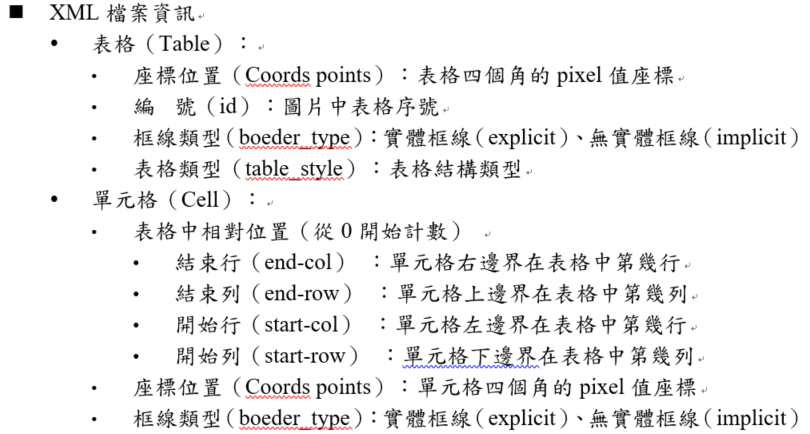 ■ XML 檔案資訊
• 表格（Table）：
• 座標位置（Coords points）：表格四個角的 pixel 值座標
• 編　號（id）：圖片中表格序號
• 框線類型（boeder_type）：實體框線（explicit）、無實體框線（implicit）
• 表格類型（table_style）：表格結構類型
• 單元格（Cell）：
• 表格中相對位置（從 0 開始計數）
• 結束行（end-col） ：單元格右邊界在表格中第幾行
• 結束列（end-row） ：單元格上邊界在表格中第幾列
• 開始行（start-col） ：單元格左邊界在表格中第幾行
• 開始列（start-row） ：單元格下邊界在表格中第幾列
• 座標位置（Coords points）：單元格四個角的 pixel 值座標
• 框線類型（boeder_type）：實體框線（explicit）、無實體框線（implicit）